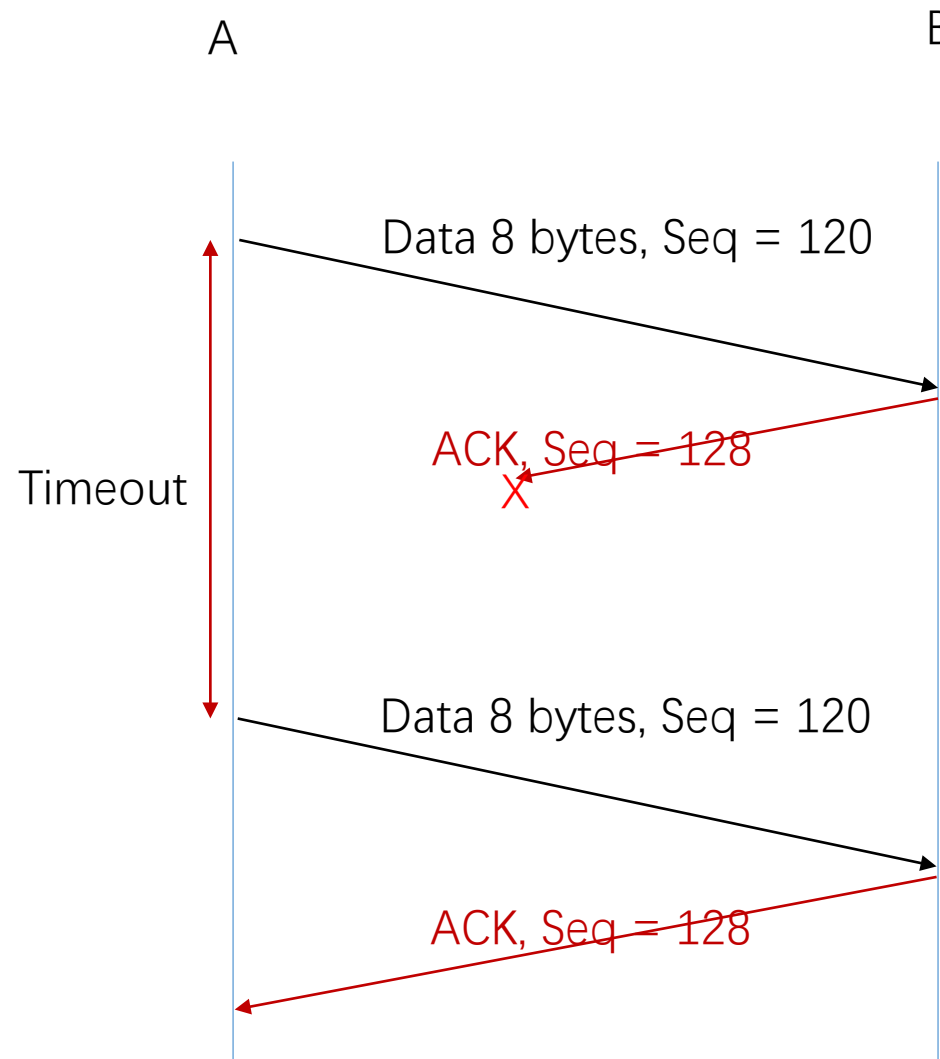 A
B
Data 8 bytes, Seq = 120
ACK, Seq = 128
Timeout
X
Data 8 bytes, Seq = 120
ACK, Seq = 128